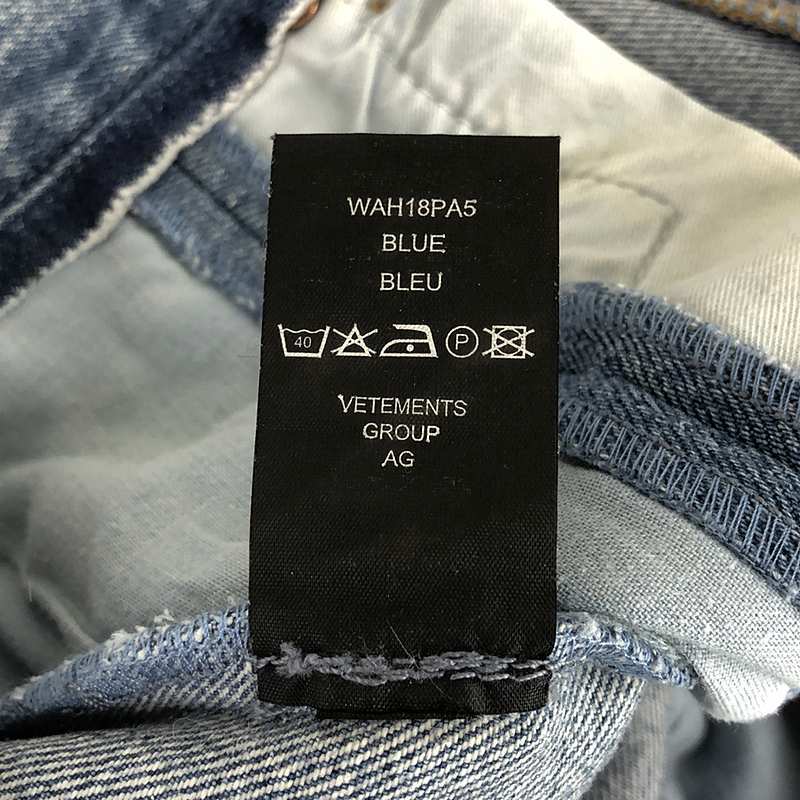 WAH18PA5
BLUE
BLEU
40 P
VETEMENTS
GROUP
AG